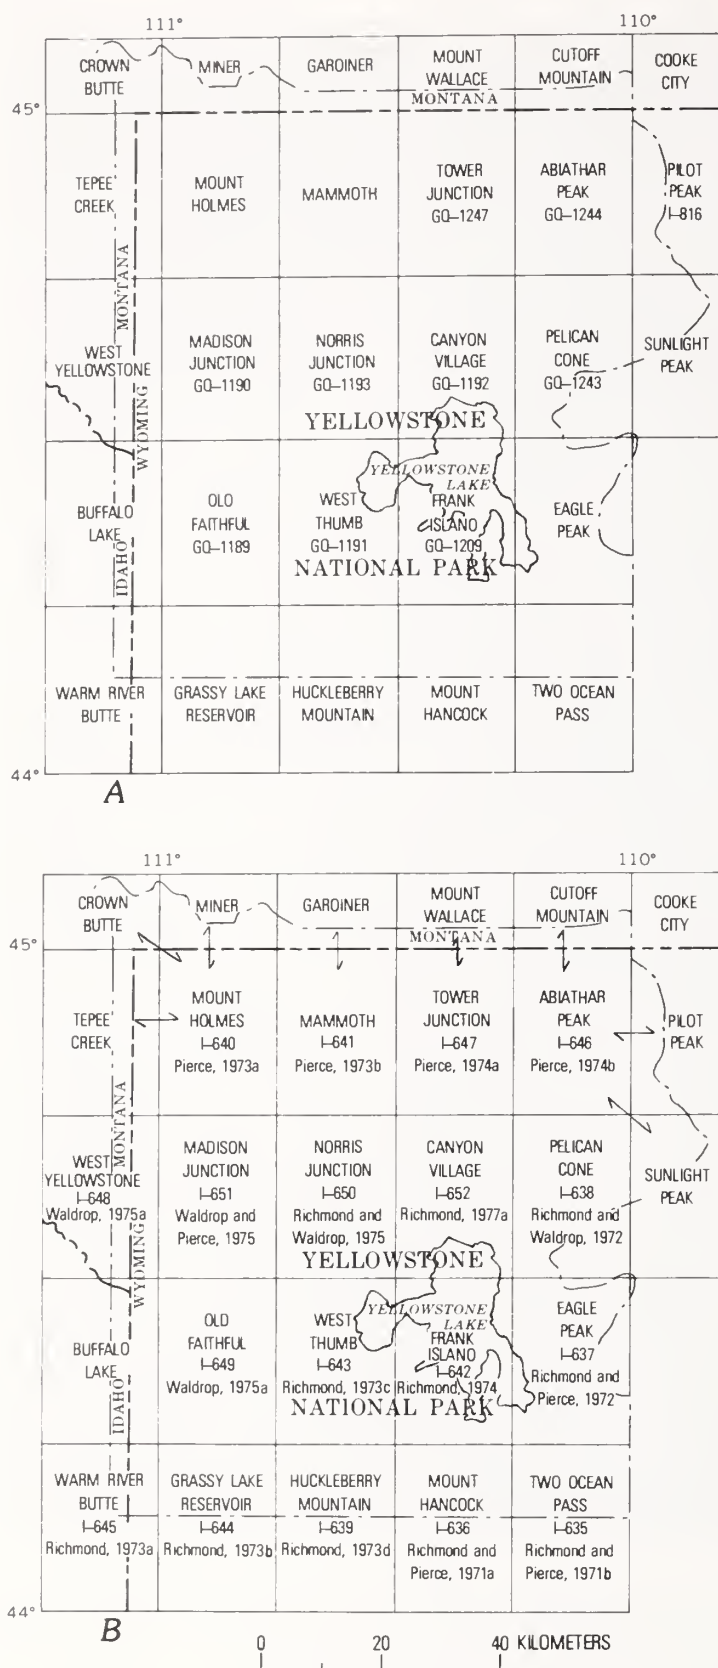 111°
110°
CROWN
BUTTE
MINER
GARDINER
MOUNT
WALLACE
CUTOFF
MOUNTAIN
COOKE
CITY
MONTANA
45°
TEPEE
CREEK
MOUNT
HOLMES
MAMMOTH
TOWER
JUNCTION
GQ-1247
ABIATHAR
PEAK
GQ-1244
PILOT
PEAK
I-816
MONTANA
WEST
YELLOWSTONE
MADISON
JUNCTION
GQ-1190
NORRIS
JUNCTION
GQ-1193
CANYON
VILLAGE
GQ-1192
PELICAN
CONE
GQ-1243
SUNLIGHT
PEAK
WYOMING
YELLOWSTONE
YELLOWSTONE
LAKE
BUFFALO
LAKE
OLD
FAITHFUL
GQ-1189
WEST
THUMB
GQ-1191
FRANK
ISLAND
GQ-1209
EAGLE
PEAK
IDAHO
NATIONAL PARK
WARM RIVER
BUTTE
GRASSY LAKE
RESERVOIR
HUCKLEBERRY
MOUNTAIN
MOUNT
HANCOCK
TWO OCEAN
PASS
44°
A
111°
110°
CROWN
BUTTE
MINER
GARDINER
MOUNT
WALLACE
CUTOFF
MOUNTAIN
COOKE
CITY
MONTANA
45°
TEPEE
CREEK
MOUNT
HOLMES
I-640
Pierce, 1973a
MAMMOTH
I-641
Pierce, 1973b
TOWER
JUNCTION
I-647
Pierce, 1974a
ABIATHAR
PEAK
I-646
Pierce, 1974b
PILOT
PEAK
MONTANA
WEST
YELLOWSTONE
I-648
Waldrop, 1975a
MADISON
JUNCTION
I-651
Waldrop and
Pierce, 1975
NORRIS
JUNCTION
I-650
Richmond and
Waldrop, 1975
CANYON
VILLAGE
I-652
Richmond, 1977a
PELICAN
CONE
I-638
Richmond and
Waldrop, 1972
SUNLIGHT
PEAK
WYOMING
YELLOWSTONE
YELLOWSTONE
LAKE
BUFFALO
LAKE
OLD
FAITHFUL
I-649
Waldrop, 1975a
WEST
THUMB
I-643
Richmond, 1973c
FRANK
ISLAND
I-642
Richmond, 1974
EAGLE
PEAK
I-637
Richmond and
Pierce, 1972
IDAHO
NATIONAL PARK
WARM RIVER
BUTTE
I-645
Richmond, 1973a
GRASSY LAKE
RESERVOIR
I-644
Richmond, 1973b
HUCKLEBERRY
MOUNTAIN
I-639
Richmond, 1973d
MOUNT
HANCOCK
I-636
Richmond and
Pierce, 1971a
TWO OCEAN
PASS
I-635
Richmond and
Pierce, 1971b
44°
B
0 20 40 KILOMETERS